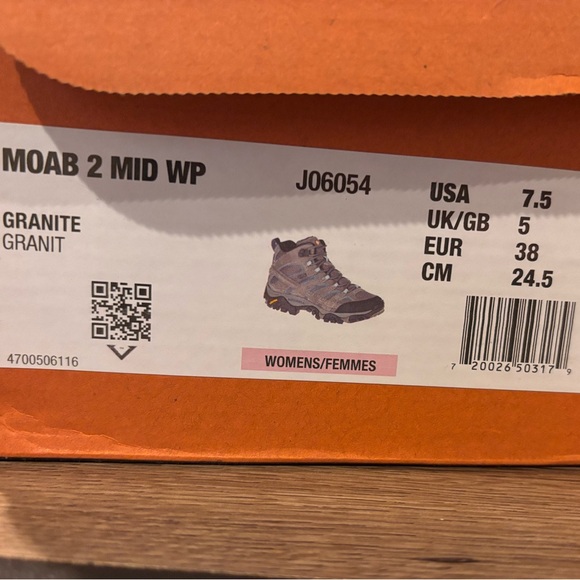 MOAB 2 MID WP
J06054
USA 7.5
UK/GB 5
EUR 38
CM 24.5
GRANITE
GRANIT
4700506116
WOMENS/FEMMES
7 20026 50317 9